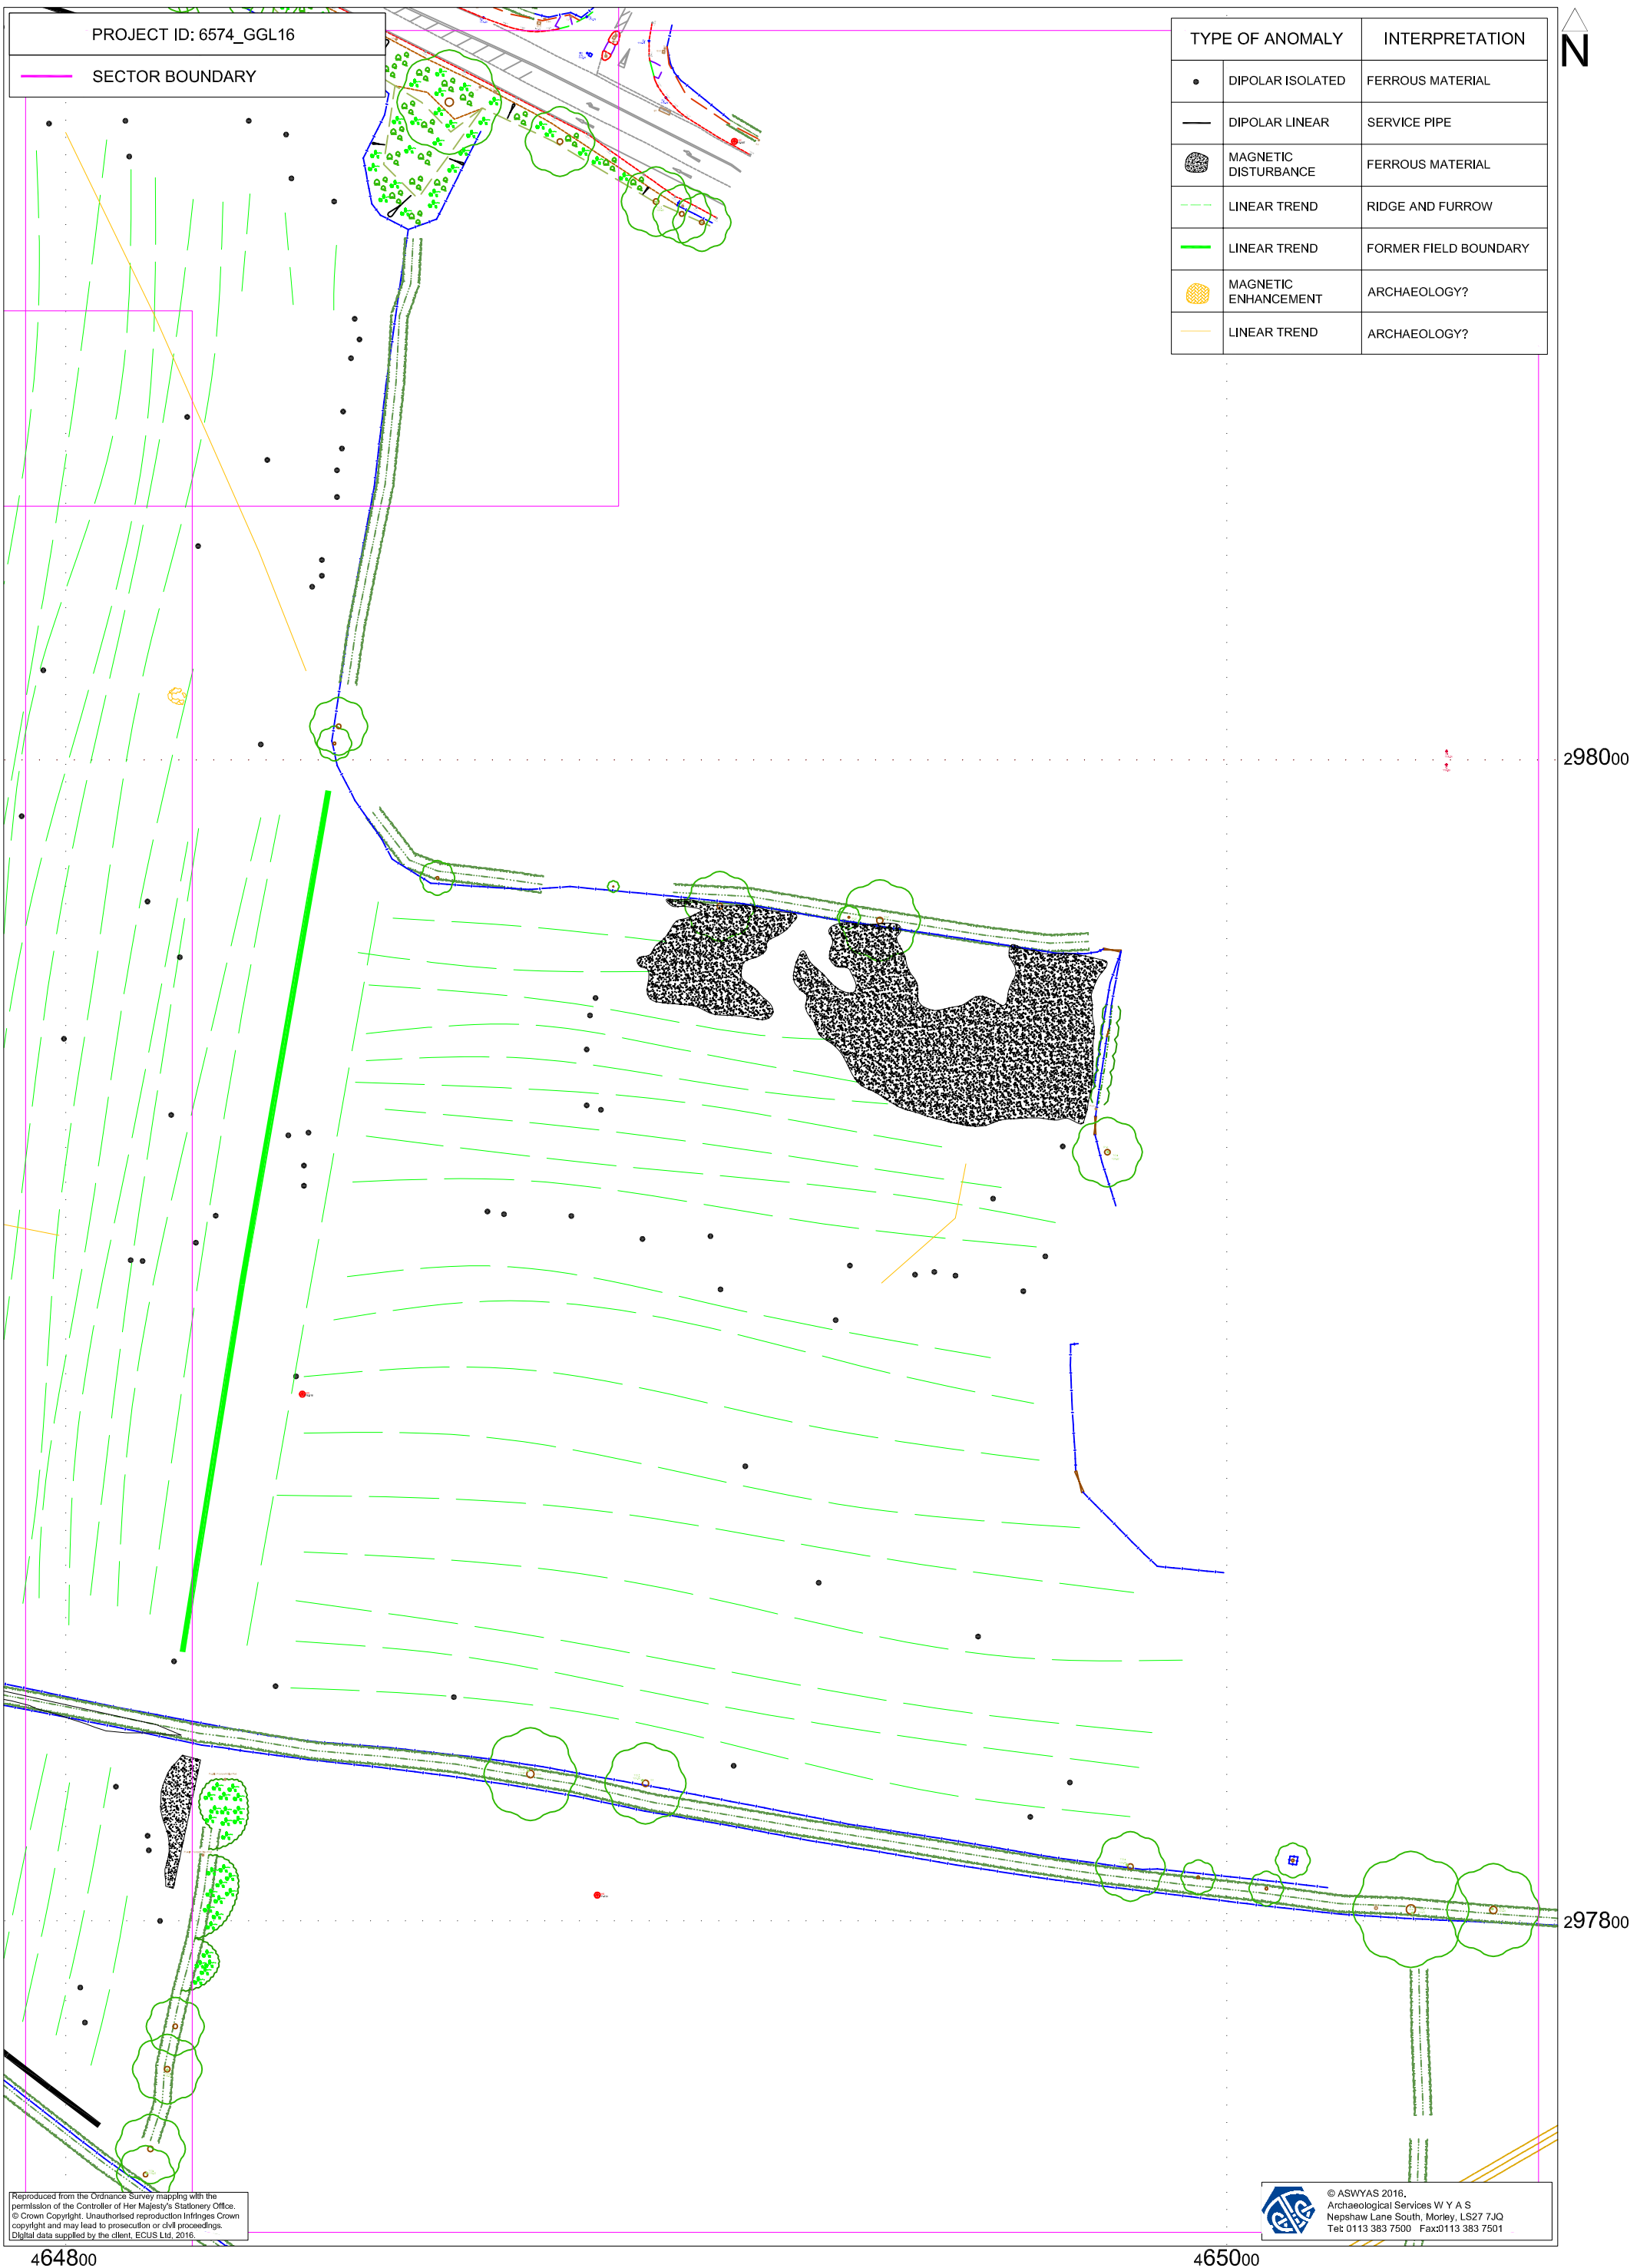 PROJECT ID: 6574_GGL16
SECTOR BOUNDARY
TYPE OF ANOMALY INTERPRETATION
DIPOLAR ISOLATED FERROUS MATERIAL
DIPOLAR LINEAR SERVICE PIPE
MAGNETIC DISTURBANCE FERROUS MATERIAL
LINEAR TREND RIDGE AND FURROW
LINEAR TREND FORMER FIELD BOUNDARY
MAGNETIC ENHANCEMENT ARCHAEOLOGY?
LINEAR TREND ARCHAEOLOGY?
N
298000
297800
Reproduced from the Ordnance Survey mapping with the
permission of the Controller of Her Majesty's Stationery Office.
© Crown Copyright. Unauthorised reproduction infringes Crown
copyright and may lead to prosecution or civil proceedings.
Digital data supplied by the client, ECUS Ltd, 2016.
© ASWYAS 2016.
Archaeological Services W Y A S
Nepshaw Lane South, Morley, LS27 7JQ
Tel: 0113 383 7500 Fax:0113 383 7501
464800
465000